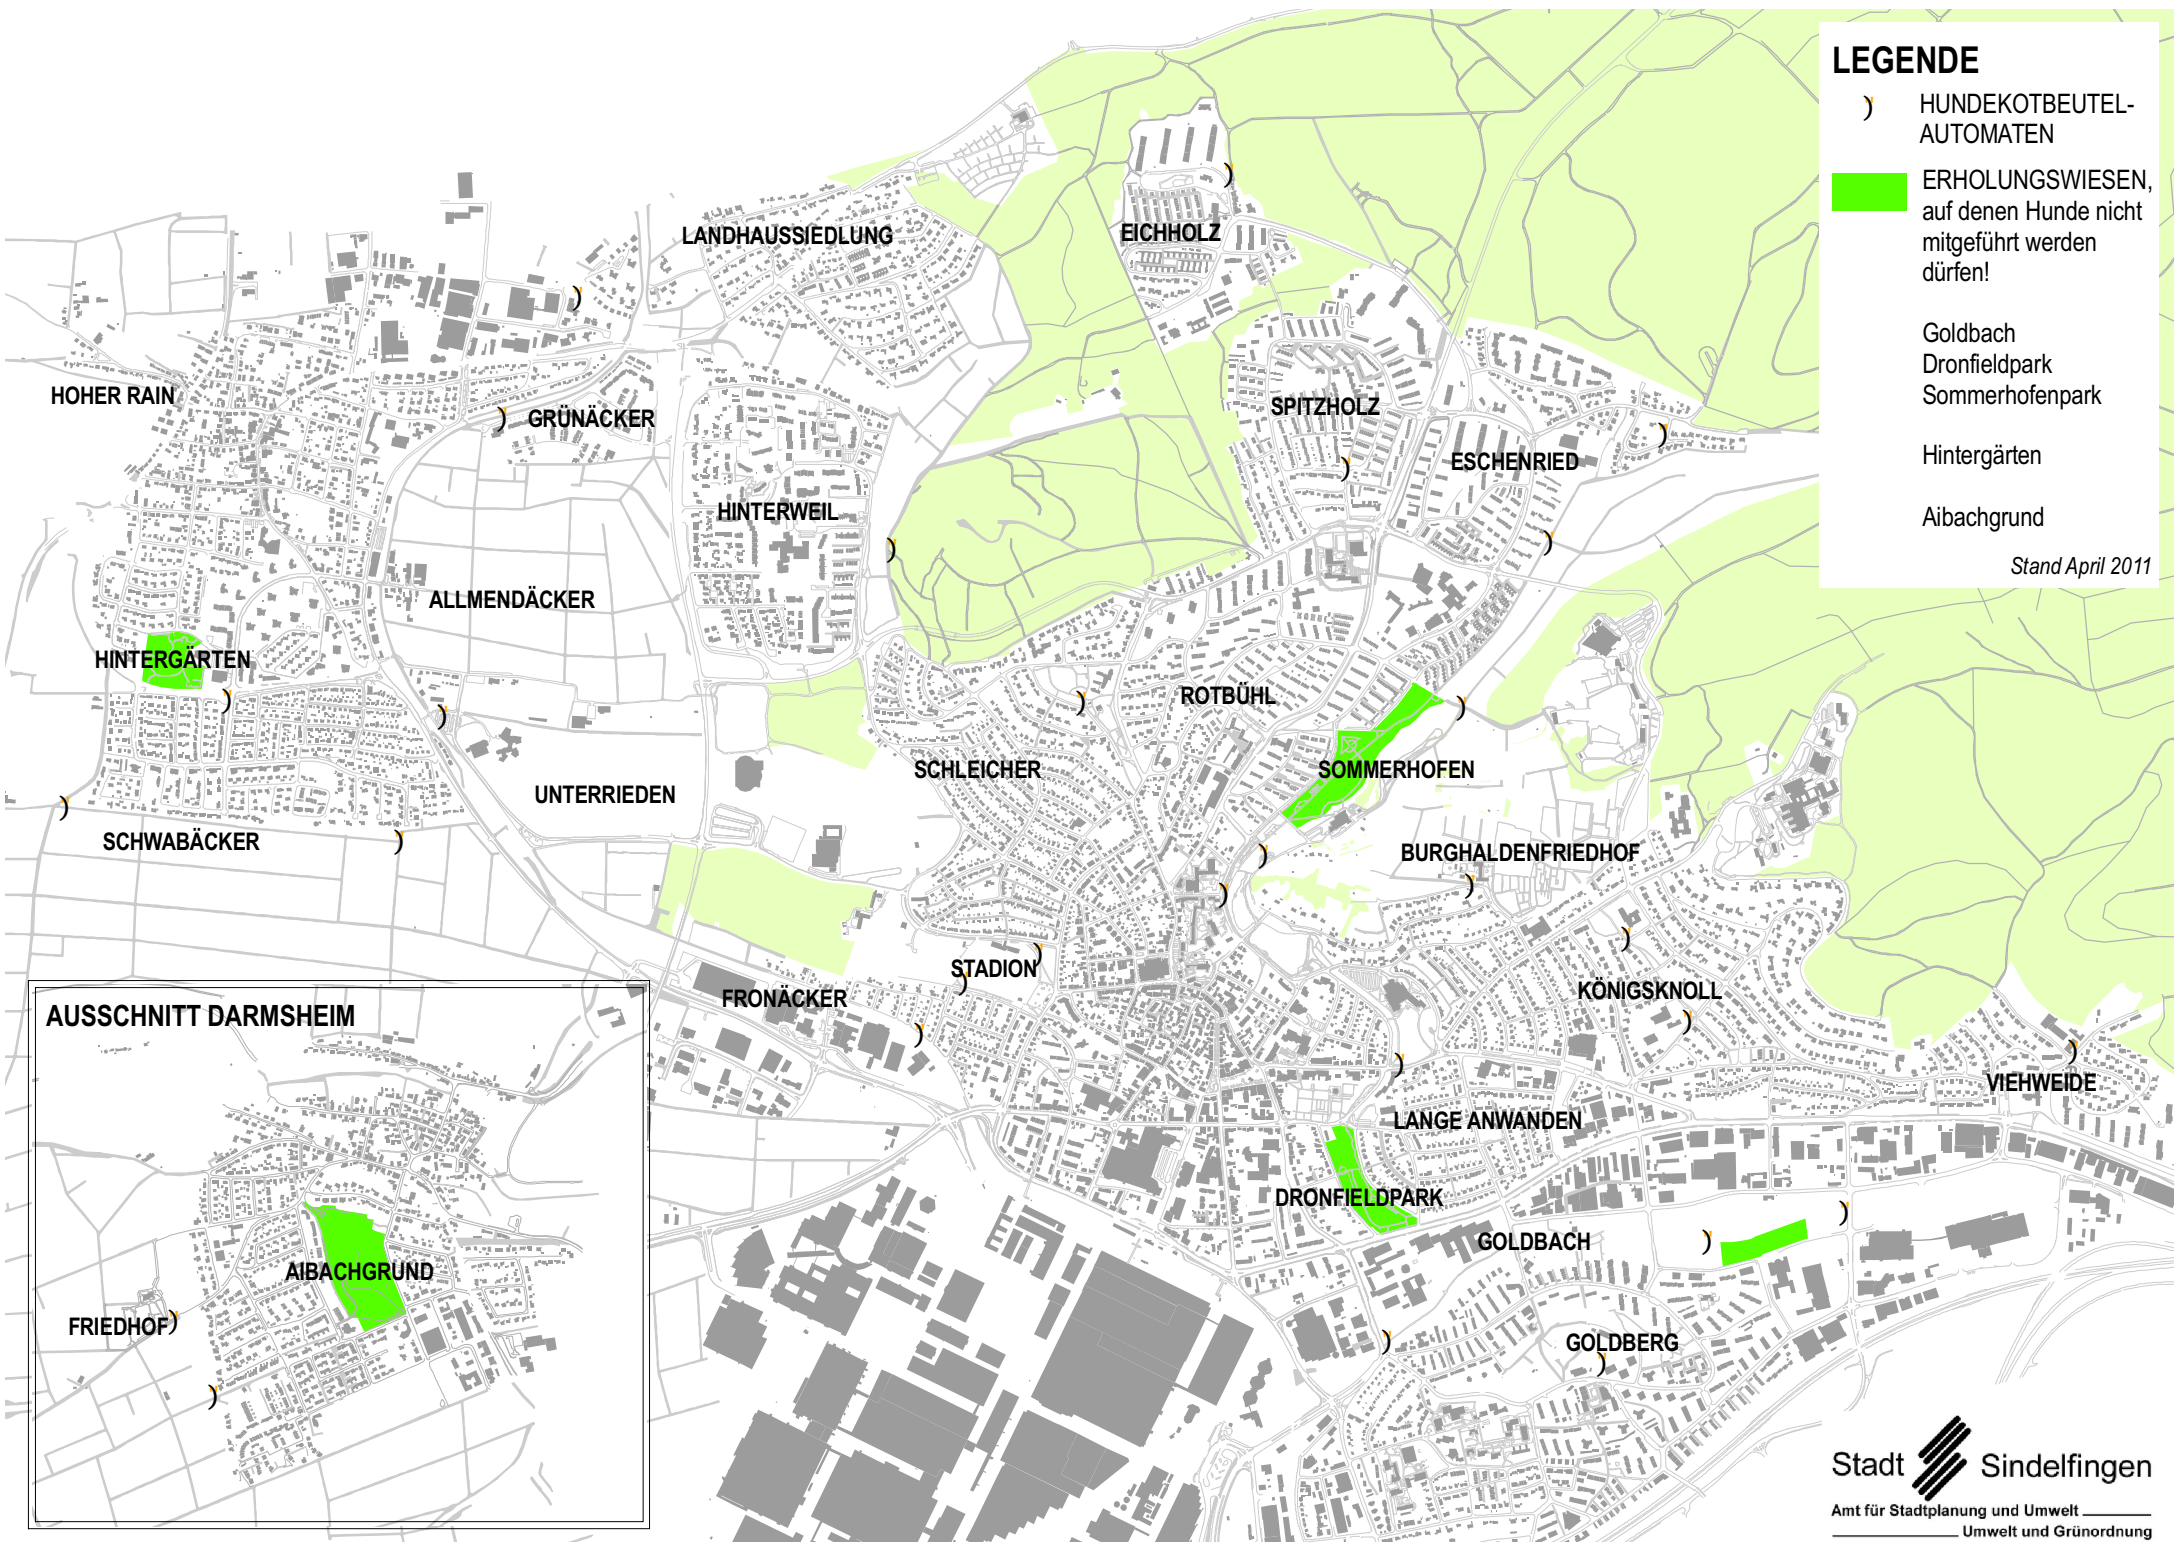 LEGENDE
HUNDEKOTBEUTEL-
AUTOMATEN
ERHOLUNGSWIESEN,
auf denen Hunde nicht
mitgeführt werden
dürfen!
Goldbach
Dronfieldpark
Sommerhofenpark
Hintergärten
Aibachgrund
Stand April 2011
LANDHAUSSIEDLUNG
EICHHOLZ
HOHER RAIN
GRÜNÄCKER
SPITZHOLZ
ESCHENRIED
HINTERWEIL
ALLMENDÄCKER
HINTERGÄRTEN
ROTBÜHL
SCHLEICHER
SOMMERHOFEN
UNTERRIEDEN
SCHWABÄCKER
BURGHALDENFRIEDHOF
STADION
FRONÄCKER
KÖNIGSKNOLL
VIEHWEIDE
LANGE ANWANDEN
DRONFIELDPARK
GOLDBACH
GOLDBERG
AUSSCHNITT DARMSHEIM
AIBACHGRUND
FRIEDHOF
Stadt Sindelfingen
Amt für Stadtplanung und Umwelt
Umwelt und Grünordnung